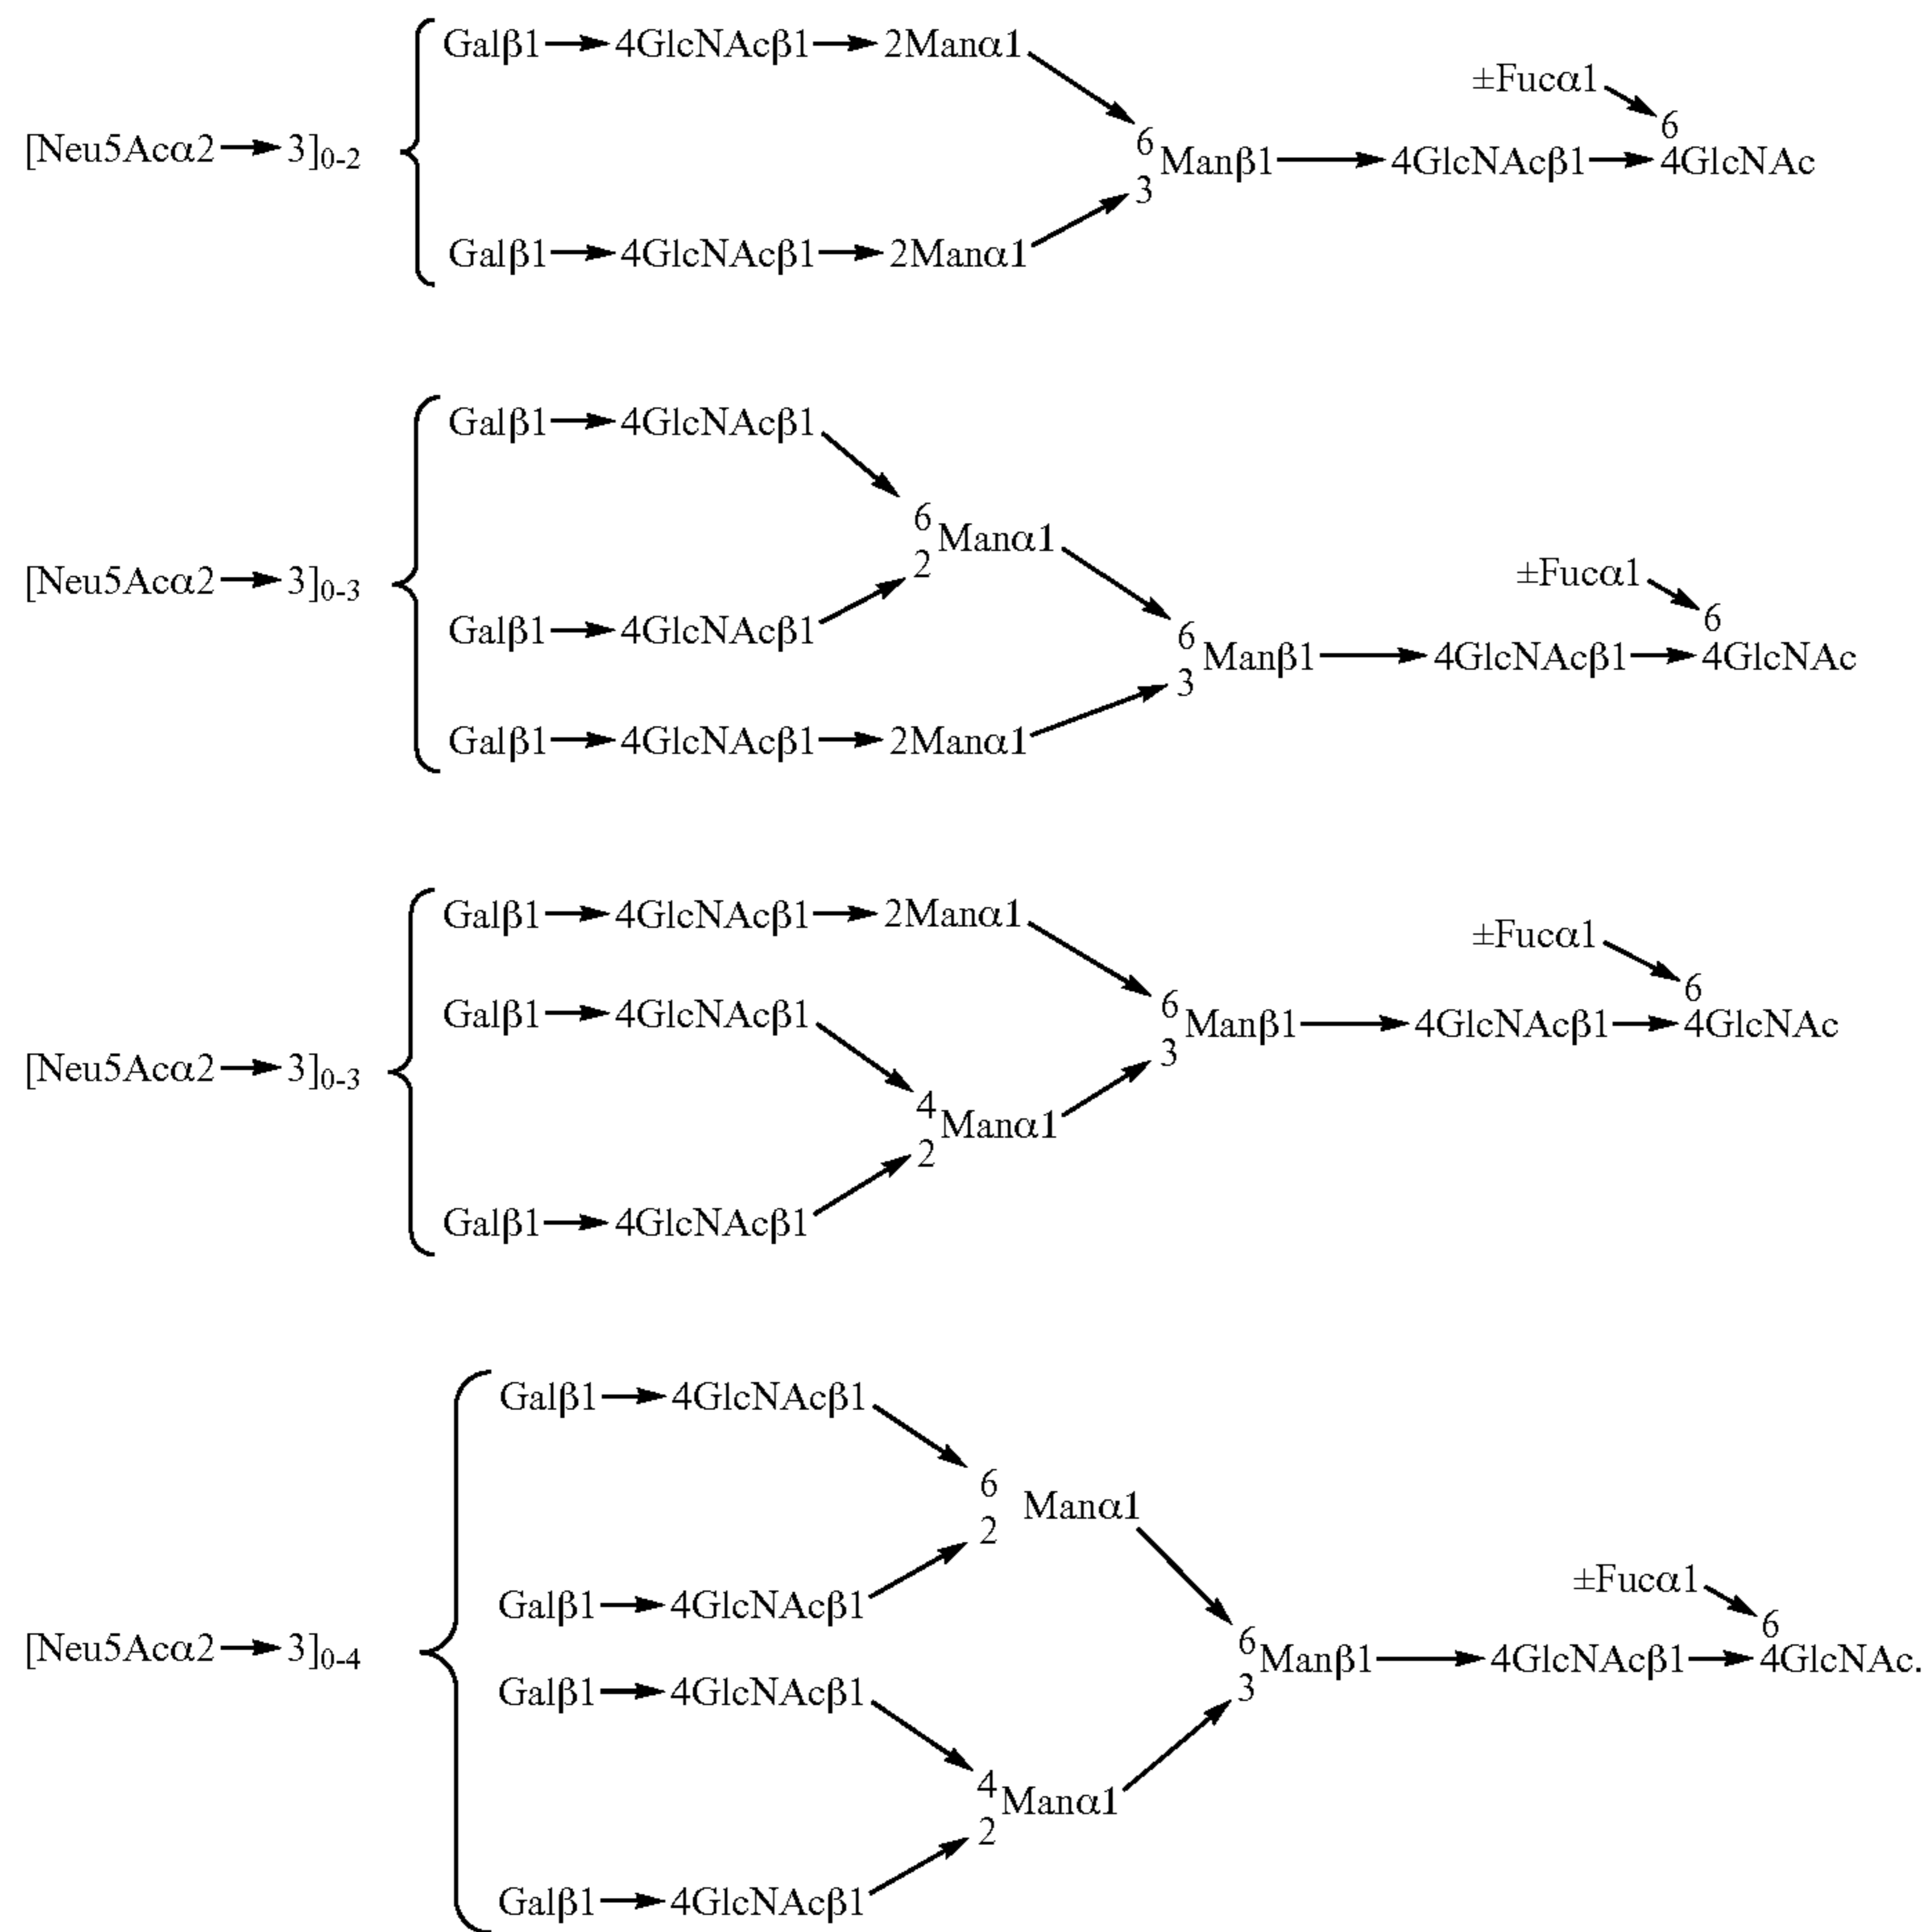 Galβ1→4GlcNAcβ1→2Manα1
±Fucα1
[Neu5Acα2→3]0-2
6
3
Manβ1→4GlcNAcβ1→4GlcNAc
6
Galβ1→4GlcNAcβ1→2Manα1
Galβ1→4GlcNAcβ1
6
2
Manα1
[Neu5Acα2→3]0-3
±Fucα1
6
Galβ1→4GlcNAcβ1
6
3
Manβ1→4GlcNAcβ1→4GlcNAc
Galβ1→4GlcNAcβ1→2Manα1
Galβ1→4GlcNAcβ1→2Manα1
±Fucα1
6
Galβ1→4GlcNAcβ1
6
3
Manβ1→4GlcNAcβ1→4GlcNAc
[Neu5Acα2→3]0-3
4
2
Manα1
Galβ1→4GlcNAcβ1
Galβ1→4GlcNAcβ1
6
2
Manα1
±Fucα1
Galβ1→4GlcNAcβ1
6
[Neu5Acα2→3]0-4
6
3
Manβ1→4GlcNAcβ1→4GlcNAc.
Galβ1→4GlcNAcβ1
4
2
Manα1
Galβ1→4GlcNAcβ1